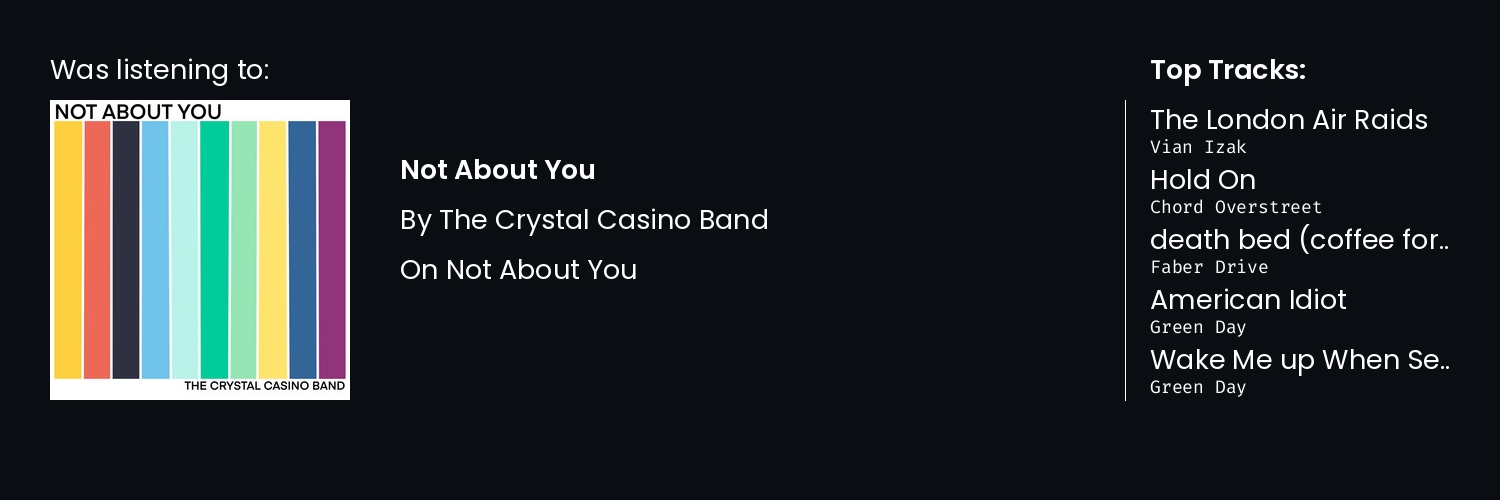 Was listening to:
NOT ABOUT YOU
THE CRYSTAL CASINO BAND
Not About You
By The Crystal Casino Band
On Not About You
Top Tracks:
The London Air Raids
Vian Izak
Hold On
Chord Overstreet
death bed (coffee for..
Faber Drive
American Idiot
Green Day
Wake Me up When Se..
Green Day